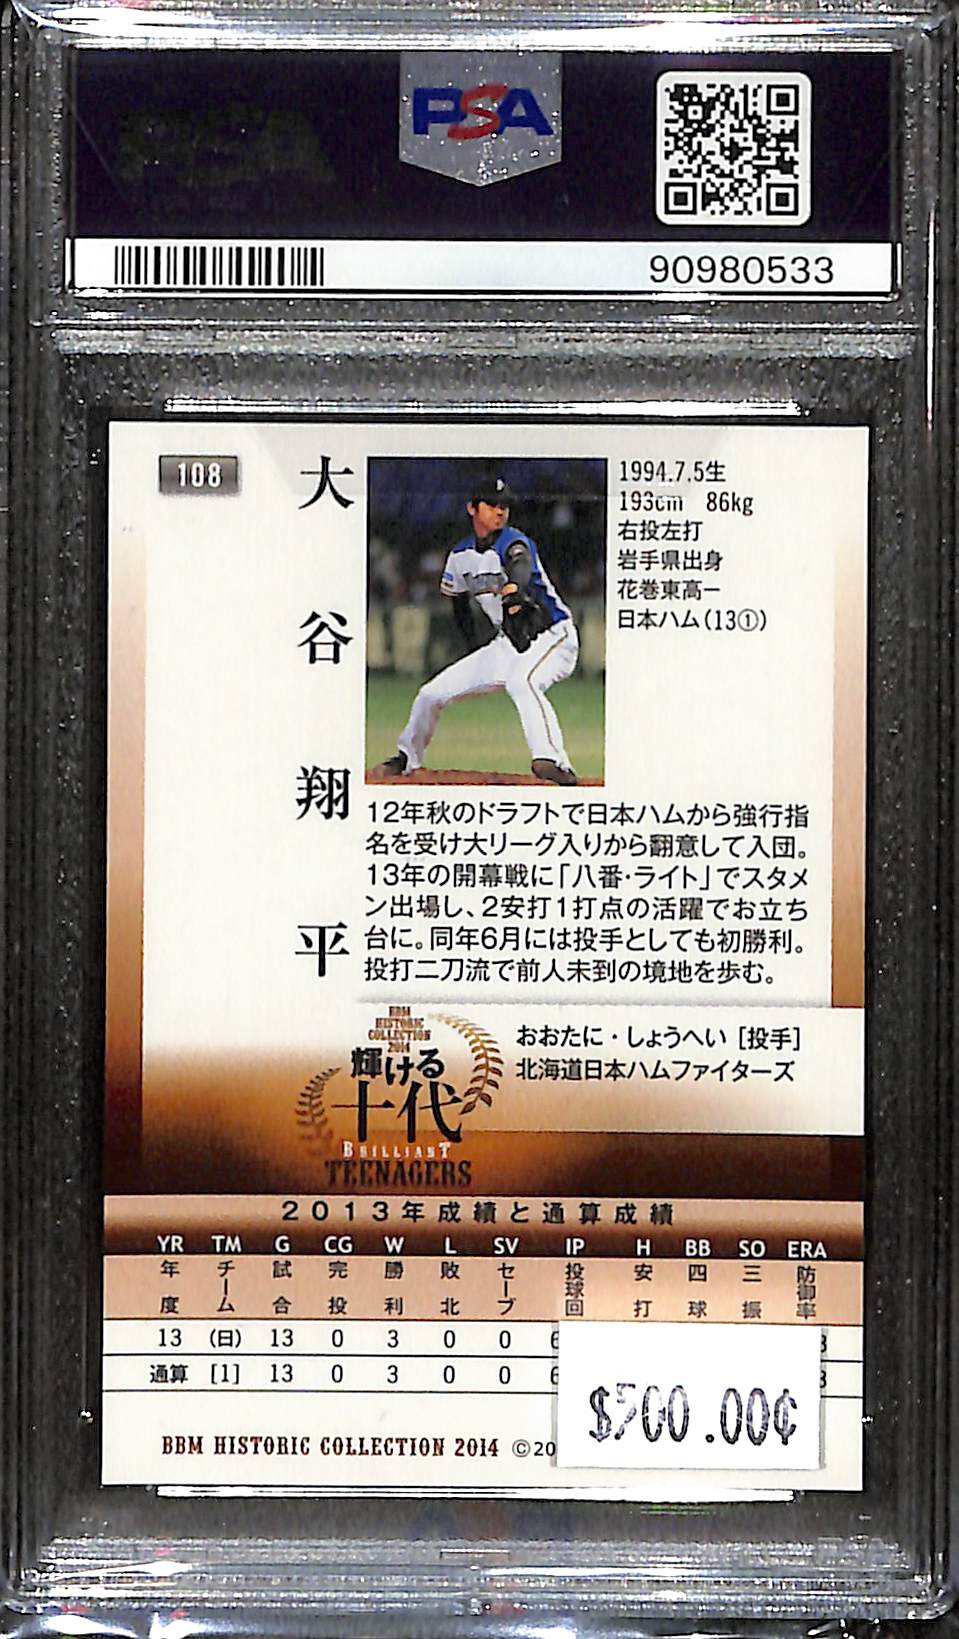 PSA
90980533
108
大谷翔平
1994.7.5生
193cm 86kg
右投左打
岩手県出身
花巻東高ー
日本ハム(13①)
12年秋のドラフトで日本ハムから強行指
名を受け大リーグ入りから翻意して入団。
13年の開幕戦に「八番・ライト」でスタメ
ン出場し、2安打1打点の活躍でお立ち
台に。同年6月には投手としても初勝利。
投打二刀流で前人未到の境地を歩む。
BBM
HISTORIC
COLLECTION
2014
輝ける
十代
BRILLIANT
TEENAGERS
おおたに・しょうへい [投手]
北海道日本ハムファイターズ
2013年成績と通算成績
YR TM G CG W L SV IP H BB SO ERA
年度 チーム 試合 完投 勝利 敗北 セーブ 投球回 安打 四球 三振 防御率
13 (日) 13 0 3 0 0
通算 [1] 13 0 3 0 0
$500.00¢
BBM HISTORIC COLLECTION 2014 ©20